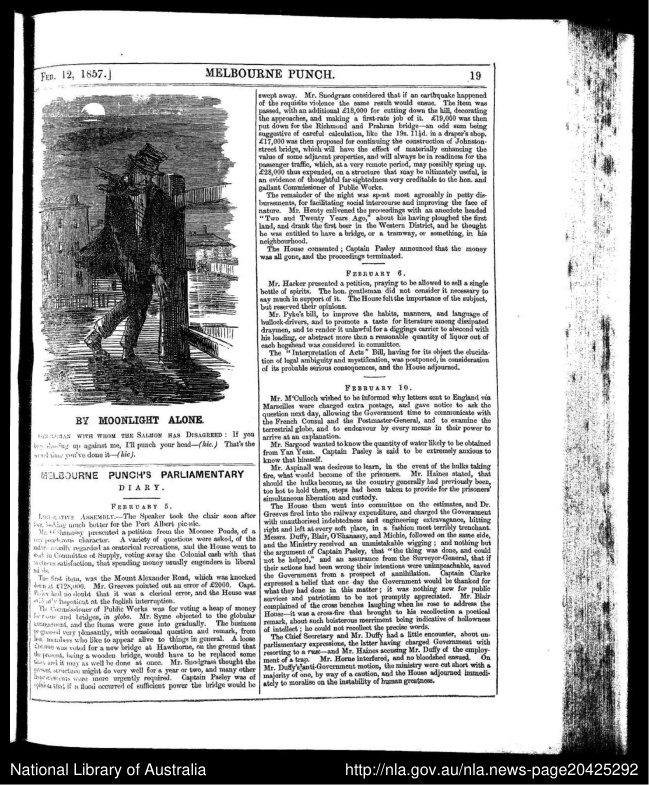 FEB. 12, 1857.]
MELBOURNE PUNCH.
19
BY MOONLIGHT ALONE.
WITH WHOM THE SALMON HAS DISAGREED: If you
up against me, I'll punch your head—(hic.) That's the
you've done it—(hic).
MELBOURNE PUNCH'S PARLIAMENTARY
DIARY.
FEBRUARY 5.
LEGISLATIVE ASSEMBLY.—The Speaker took the chair soon after
looking much better for the Port Albert pic-nic.
presented a petition from the Moonee Ponds, of a
character. A variety of questions were asked, of the
usually regarded as oratorical recreations, and the House went to
in Committee of Supply, voting away the Colonial cash with that
satisfaction, that spending money usually engenders in liberal
The first item, was the Mount Alexander Road, which was knocked
down at £128,000. Mr. Greeves pointed out an error of £2000. Capt.
had no doubt that it was a clerical error, and the House was
impatient at the foolish interruption.
Commissioner of Public Works was for voting a heap of money
and bridges, in globo. Mr. Syme objected to the globular
and the items were gone into gradually. The business
very pleasantly, with occasional question and remark, from
members who like to appear alive to things in general. A loose
was voted for a new bridge at Hawthorne, on the ground that
the present, being a wooden bridge, would have to be replaced some
and it may as well be done at once. Mr. Snodgrass thought the
structure might do very well for a year or two, and many other
were more urgently required. Captain Pasley was of
that if a flood occurred of sufficient power the bridge would be
swept away. Mr. Snodgrass considered that if an earthquake happened
of the requisite violence the same result would ensue. The item was
passed, with an additional £18,000 for cutting down the hill, decorating
the approaches, and making a first-rate job of it. £19,000 was then
put down for the Richmond and Prahran bridge—an odd sum being
suggestive of careful calculation, like the 19s. 11½d. in a draper's shop.
£17,000 was then proposed for continuing the construction of Johnston-
street bridge, which will have the effect of materially enhancing the
value of some adjacent properties, and will always be in readiness for the
passenger traffic, which, at a very remote period, may possibly spring up.
£28,000 thus expended, on a structure that may be ultimately useful, is
an evidence of thoughtful far-sightedness very creditable to the hon. and
gallant Commissioner of Public Works.
The remainder of the night was spent most agreeably in petty dis-
bursements, for facilitating social intercourse and improving the face of
nature. Mr. Henty enlivened the proceedings with an anecdote headed
"Two and Twenty Years Ago," about his having ploughed the first
land, and drank the first beer in the Western District, and he thought
he was entitled to have a bridge, or a tramway, or something, in his
neighbourhood.
The House consented; Captain Pasley announced that the money
was all gone, and the proceedings terminated.
FEBRUARY 6.
Mr. Harker presented a petition, praying to be allowed to sell a single
bottle of spirits. The hon. gentleman did not consider it necessary to
say much in support of it. The House felt the importance of the subject,
but reserved their opinions.
Mr. Pyke's bill, to improve the habits, manners, and language of
bullock-drivers, and to promote a taste for literature among dissipated
draymen, and to render it unlawful for a diggings carrier to abscond with
his loading, or abstract more than a reasonable quantity of liquor out of
each hogshead was considered in committee.
The "Interpretation of Acts" Bill, having for its object the elucida-
tion of legal ambiguity and mystification, was postponed, in consideration
of its probable serious consequences, and the House adjourned.
FEBRUARY 10.
Mr. M'Culloch wished to be informed why letters sent to England via
Marseilles were charged extra postage, and gave notice to ask the
question next day, allowing the Government time to communicate with
the French Consul and the Postmaster-General, and to examine the
terrestrial globe, and to endeavour by every means in their power to
arrive at an explanation.
Mr. Sargood wanted to know the quantity of water likely to be obtained
from Yan Yean. Captain Pasley is said to be extremely anxious to
know that himself.
Mr. Aspinall was desirous to learn, in the event of the hulks taking
fire, what would become of the prisoners. Mr. Haines stated, that
should the hulks become, as the country generally had previously been,
too hot to hold them, steps had been taken to provide for the prisoners'
simultaneous liberation and custody.
The House then went into committee on the estimates, and Dr.
Greeves fired into the railway expenditure, and charged the Government
with unauthorised indebtedness and engineering extravagance, hitting
right and left at every soft place, in a fashion most terribly trenchant.
Messrs. Duffy, Blair, O'Shanassy, and Michie, followed on the same side,
and the Ministry received an unmistakable wigging; and nothing but
the argument of Captain Pasley, that "the thing was done, and could
not be helped," and an assurance from the Surveyor-General, that if
their actions had been wrong their intentions were unimpeachable, saved
the Government from a prospect of annihilation. Captain Clarke
expressed a belief that one day the Government would be thanked for
what they had done in this matter; it was nothing new for public
services and patriotism to be not promptly appreciated. Mr. Blair
complained of the cross benches laughing when he rose to address the
House—it was a cross-fire that brought to his recollection a poetical
remark, about such boisterous merriment being indicative of hollowness
of intellect; he could not recollect the precise words.
The Chief Secretary and Mr. Duffy had a little encounter, about un-
parliamentary expressions, the latter having charged Government with
resorting to a ruse—and Mr. Haines accusing Mr. Duffy of the employ-
ment of a trap. Mr. Horne interfered, and no bloodshed ensued. On
Mr. Duffy's anti-Government motion, the ministry were cut short with a
majority of one, by way of a caution, and the House adjourned immedi-
ately to moralise on the instability of human greatness.
National Library of Australia
http://nla.gov.au/nla.news-page20425292